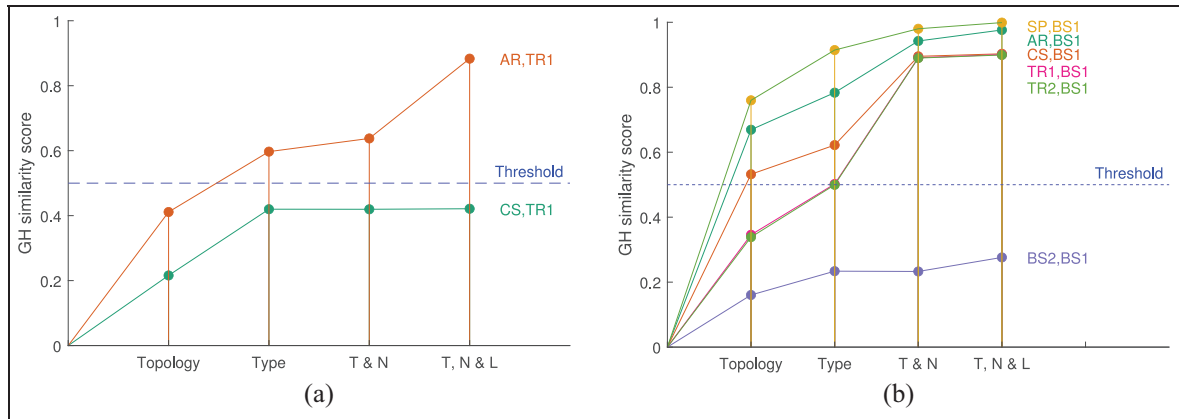 1
0.8
0.6
0.4
0.2
0
GH similarity score
AR,TR1
Threshold
CS,TR1
Topology Type T & N T, N & L
(a)
1
0.8
0.6
0.4
0.2
0
GH similarity score
SP,BS1
AR,BS1
CS,BS1
TR1,BS1
TR2,BS1
Threshold
BS2,BS1
Topology Type T & N T, N & L
(b)